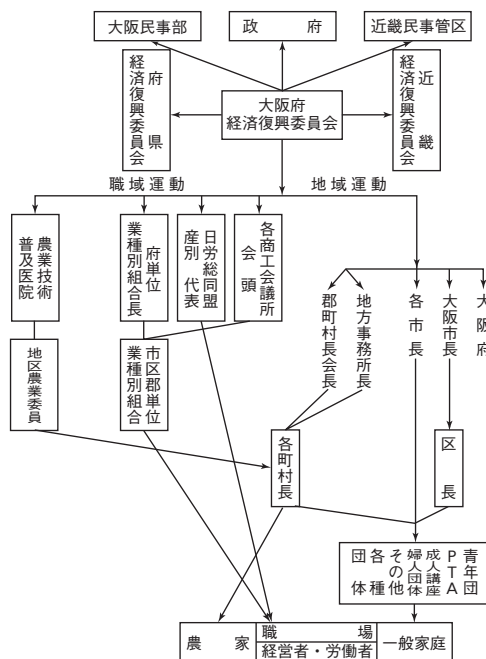 大阪民事部
政府
近畿民事管区
府県
経済復興委員会
大阪府
経済復興委員会
近畿
経済復興委員会
職域運動
地域運動
農業技術
普及医院
府単位
業種別組合長
日労総同盟
産別代表
各商工会議所
会頭
地区農業委員
市区郡単位
業種別組合
大阪府
大阪市長
各市長
地方事務所長
郡町村長会長
各町村長
区長
青年団
PTA
成人講座
婦人団体
その他
各種
団体
農家
職場
経営者・労働者
一般家庭